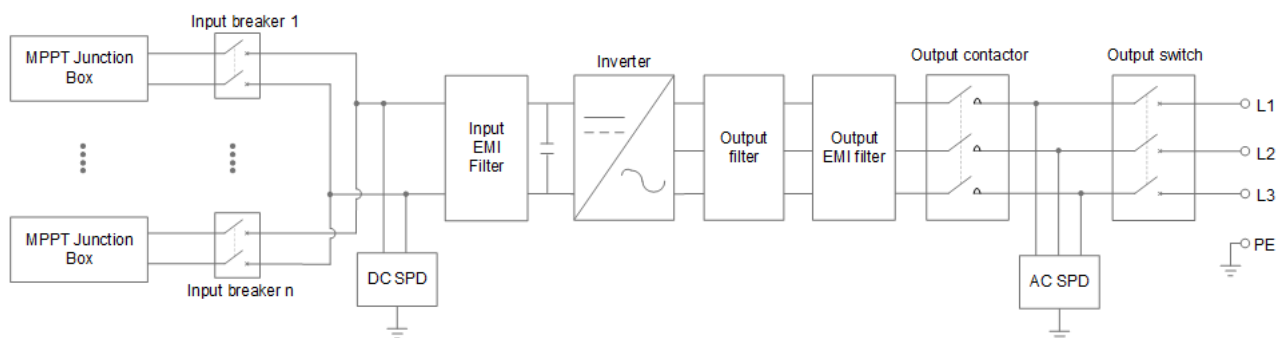 Input breaker 1
MPPT Junction
Box
MPPT Junction
Box
Input breaker n
DC SPD
Input
EMI
Filter
Inverter
Output
filter
Output
EMI filter
Output contactor
AC SPD
Output switch
L1
L2
L3
PE